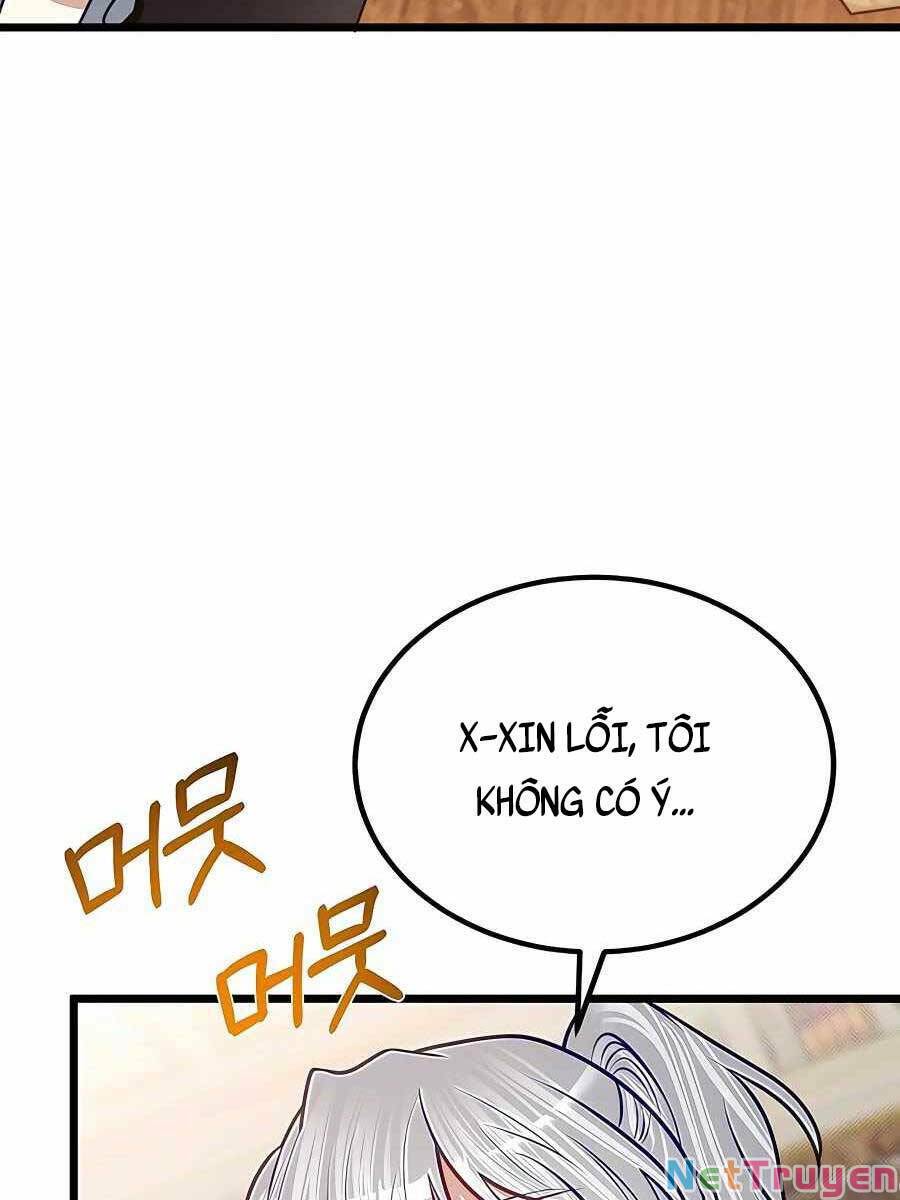 X-XIN LỖI, TÔI
KHÔNG CÓ Ý...
머뭇
머뭇
NetTruyen